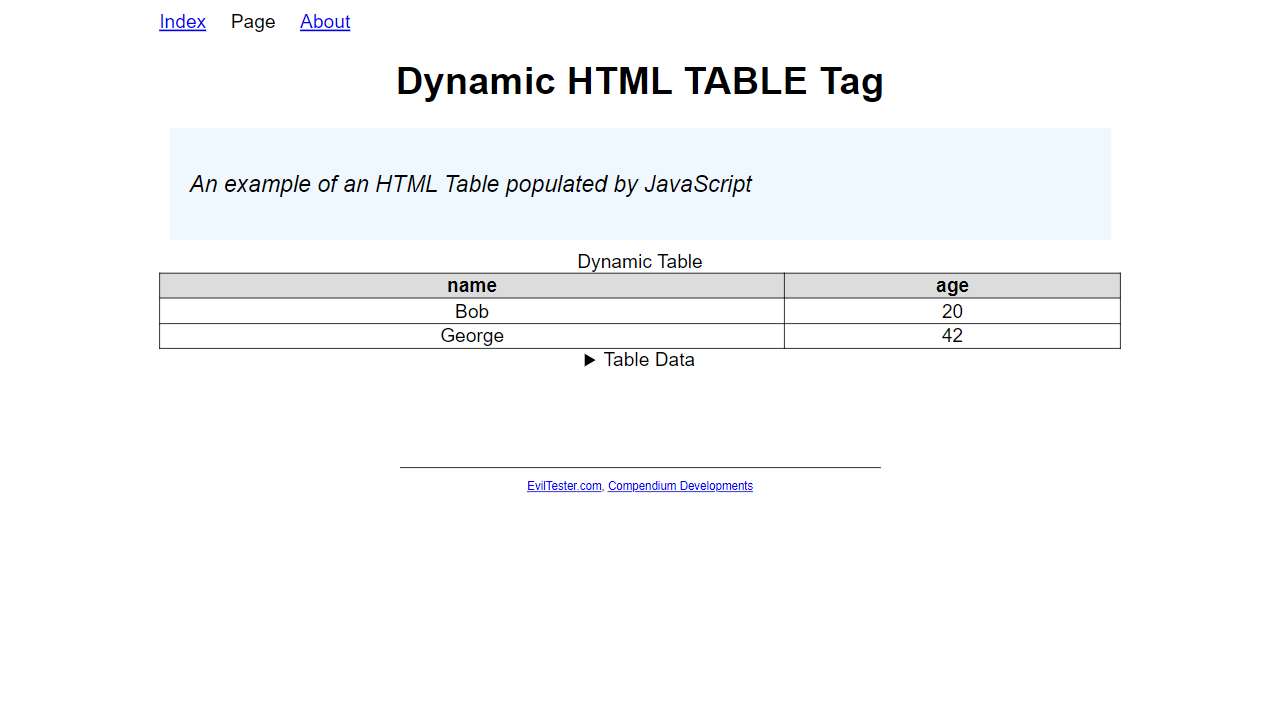 Index Page About
Dynamic HTML TABLE Tag
An example of an HTML Table populated by JavaScript
Dynamic Table
name age
Bob 20
George 42
Table Data
EvilTester.com, Compendium Developments